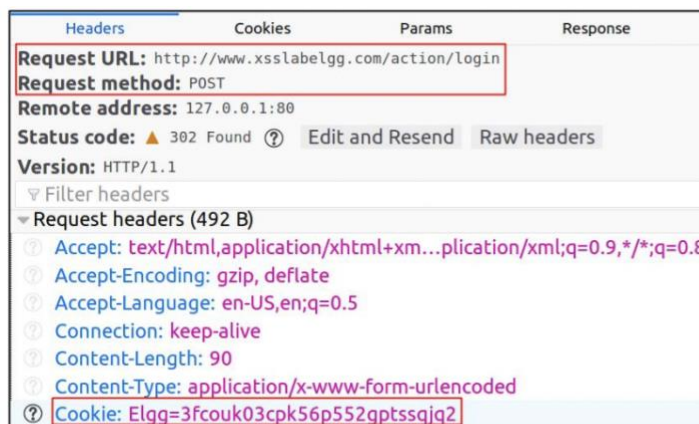 Headers Cookies Params Response
Request URL: http://www.xsslabelgg.com/action/login
Request method: POST
Remote address: 127.0.0.1:80
Status code: 302 Found ? Edit and Resend Raw headers
Version: HTTP/1.1
Filter headers
Request headers (492 B)
? Accept: text/html,application/xhtml+xm…plication/xml;q=0.9,*/*;q=0.8
? Accept-Encoding: gzip, deflate
? Accept-Language: en-US,en;q=0.5
? Connection: keep-alive
? Content-Length: 90
? Content-Type: application/x-www-form-urlencoded
? Cookie: Elgg=3fcouk03cpk56p552gptssqjq2